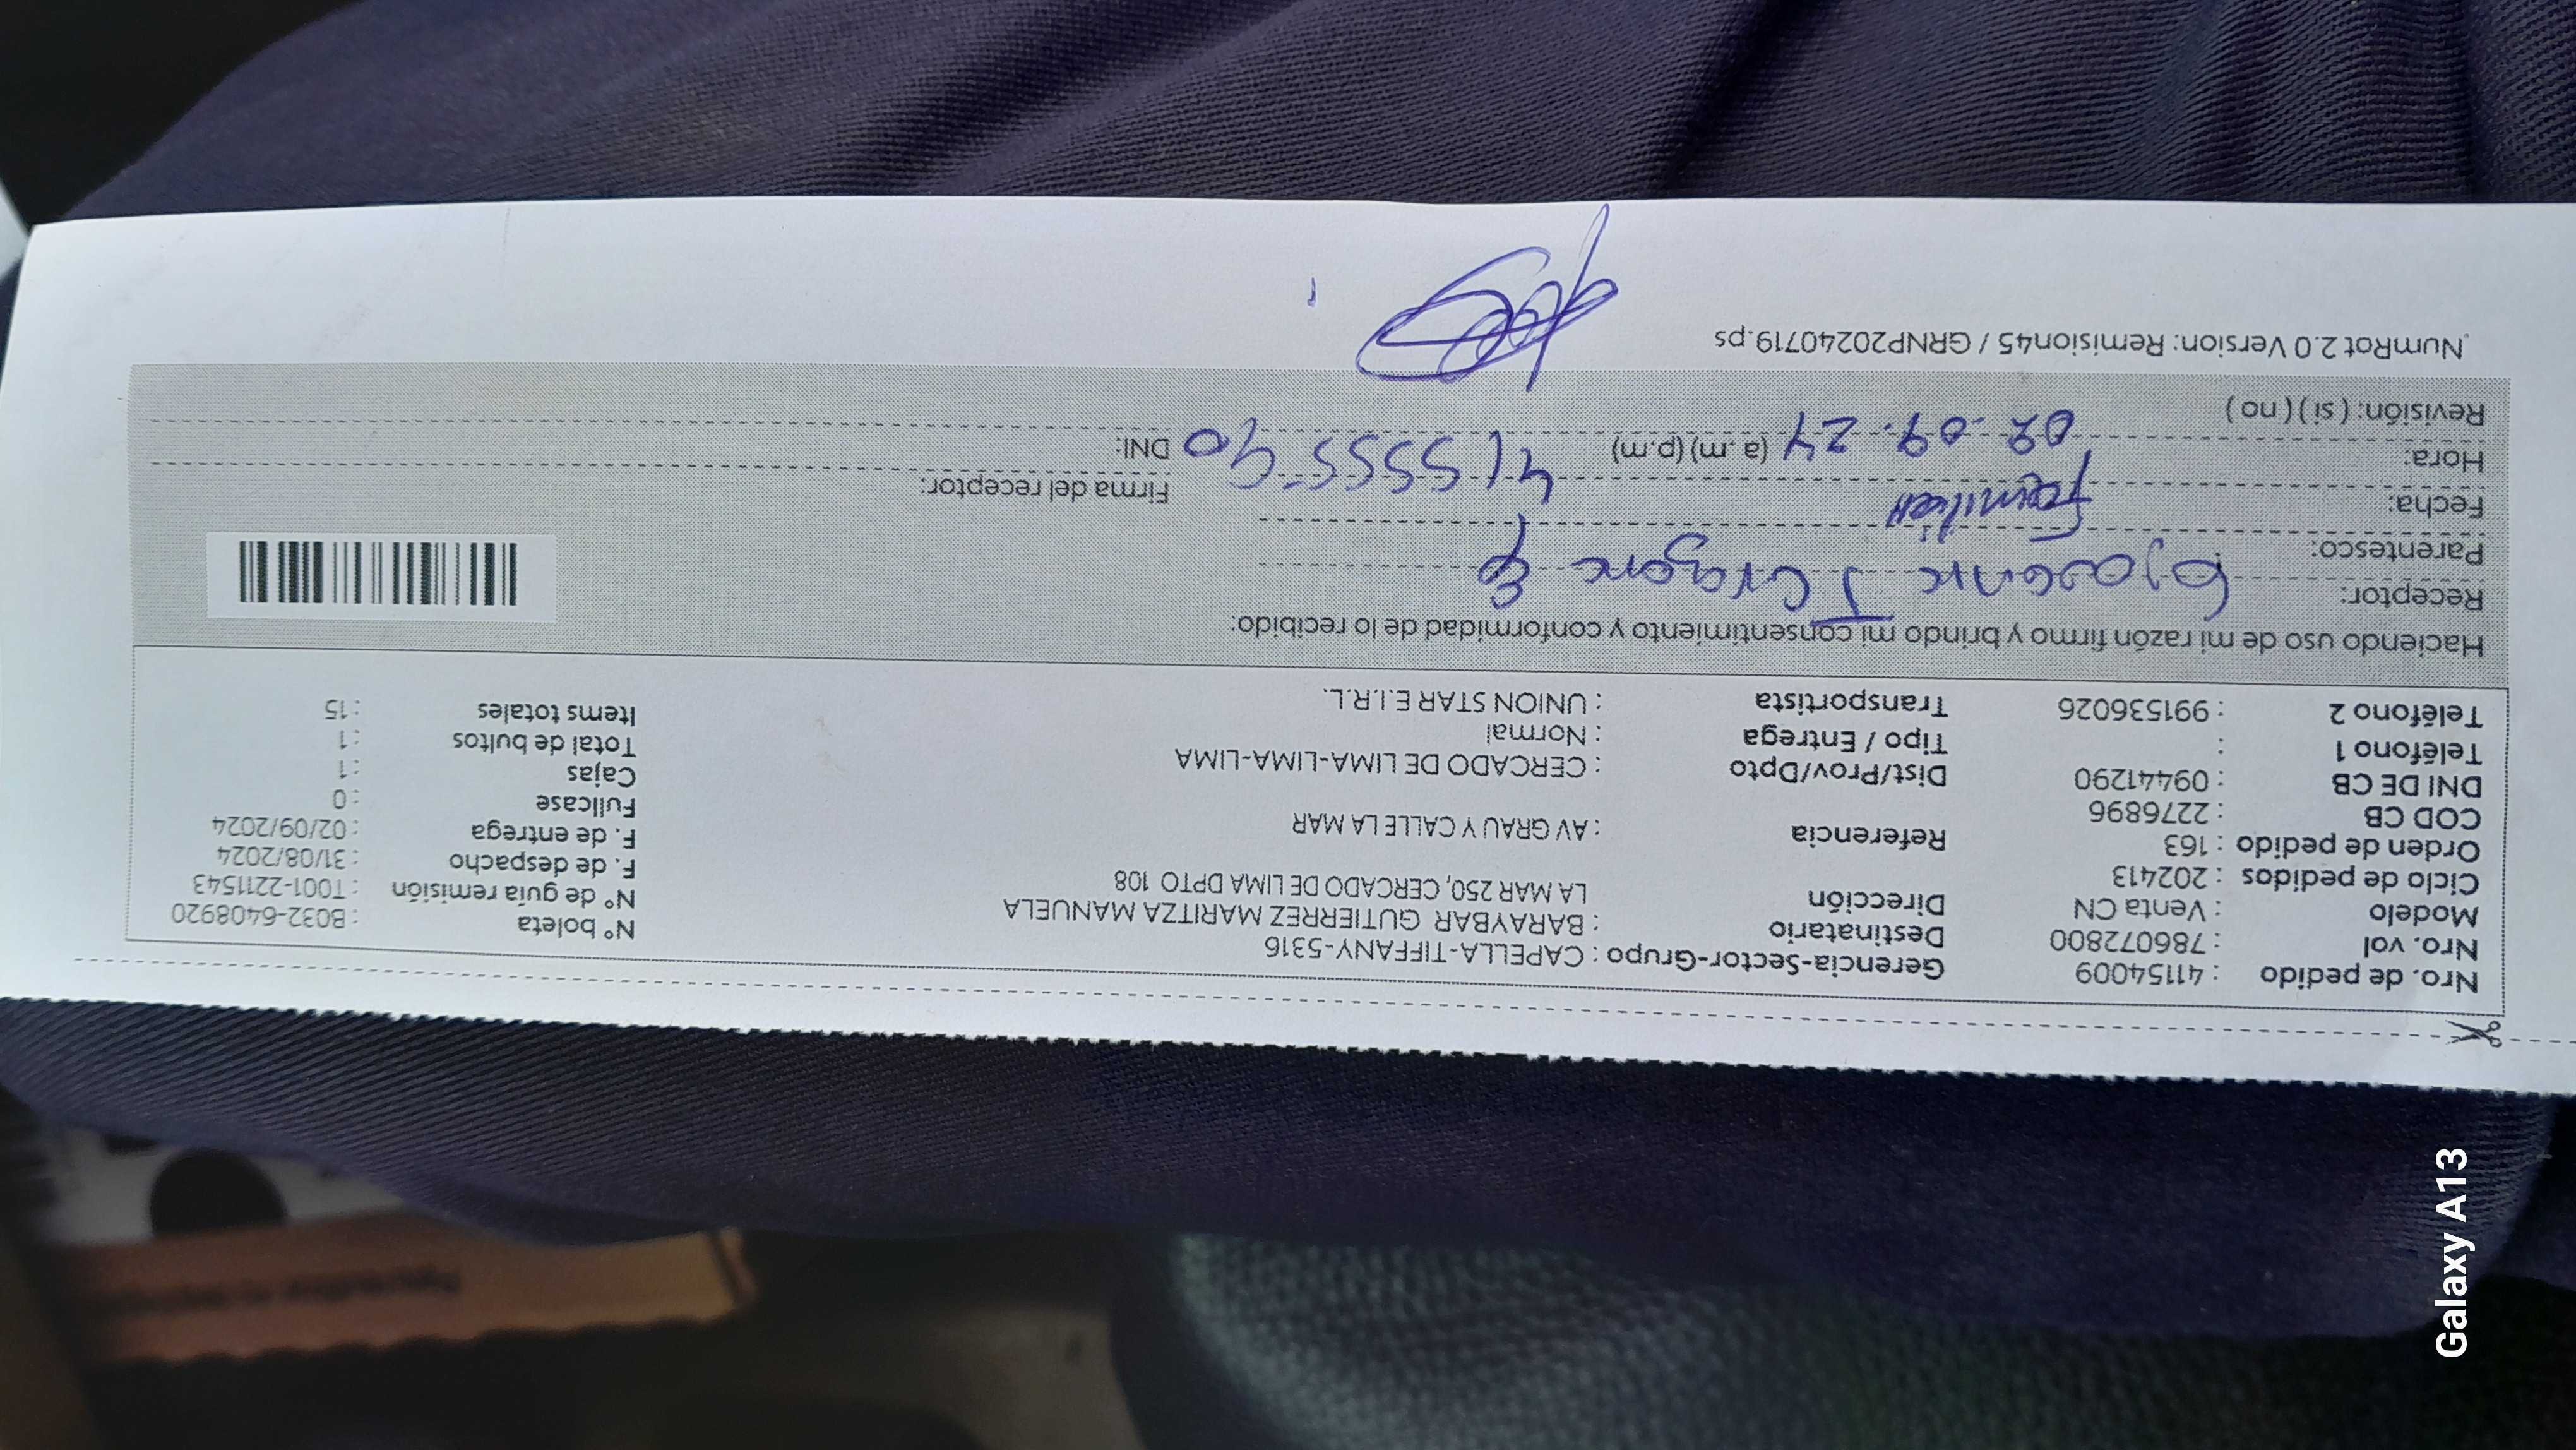 Nro. de pedido : 41154009
Nro. vol : 786072800
Modelo : Venta CN
Ciclo de pedidos : 202413
Orden de pedido : 163
COD CB : 2276896
DNI DE CB : 09441290
Teléfono 1 :
Teléfono 2 : 991536026
Gerencia-Sector-Grupo : CAPELLA-TIFFANY-5316
Destinatario : BARAYBAR GUTIERREZ MARITZA MANUELA
Dirección LA MAR 250, CERCADO DE LIMA DPTO 108
Referencia : AV GRAU Y CALLE LA MAR
Dist/Prov/Dpto : CERCADO DE LIMA-LIMA-LIMA
Tipo / Entrega : Normal
Transportista : UNION STAR E.I.R.L.
N° boleta : B032-6408920
N° de guía remisión : T001-2211543
F. de despacho : 31/08/2024
F. de entrega : 02/09/2024
Fullcase : 0
Cajas : 1
Total de bultos : 1
Items totales : 15
Haciendo uso de mi razón firmo y brindo mi consentimiento y conformidad de lo recibido:
Receptor:
Parentesco: familiar
Fecha: 02.09.24
Hora: (a.m) (p.m)
Revisión: ( si ) ( no )
Firma del receptor:
DNI:
NumRot 2.0 Version: Remision45 / GRNP20240719.ps
Galaxy A13